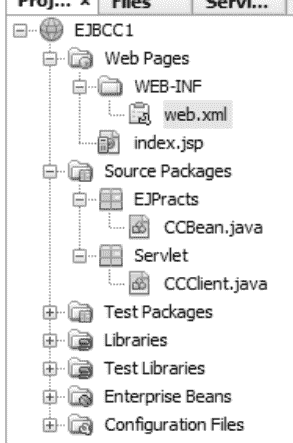 Proj... × Files Servi...
EJBCC1
Web Pages
WEB-INF
web.xml
index.jsp
Source Packages
EJPracts
CCBean.java
Servlet
CCClient.java
Test Packages
Libraries
Test Libraries
Enterprise Beans
Configuration Files